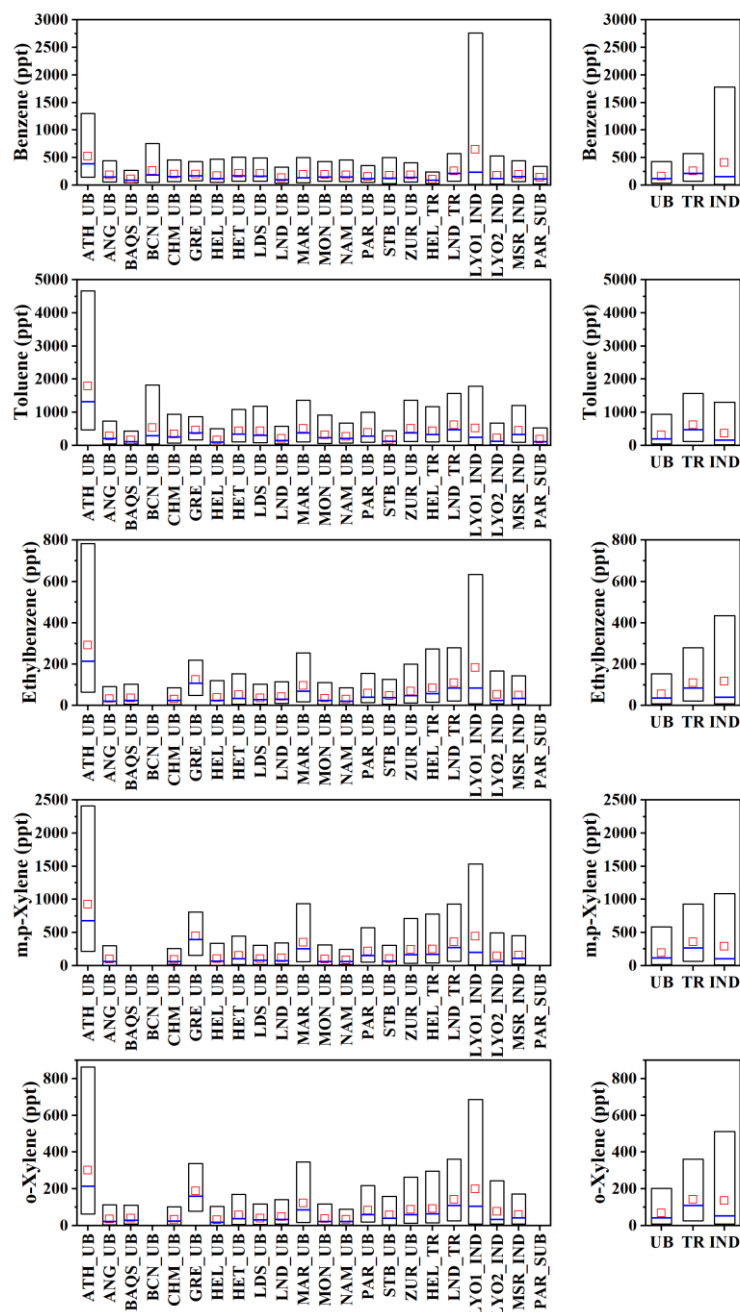 Benzene (ppt)
3000
2500
2000
1500
1000
500
0
ATH_UB
ANG_UB
BAQS_UB
BCN_UB
CHM_UB
GRE_UB
HEL_UB
HET_UB
LDS_UB
LND_UB
MAR_UB
MON_UB
NAM_UB
PAR_UB
STB_UB
ZUR_UB
HEL_TR
LND_TR
LYO1_IND
LYO2_IND
MSR_IND
PAR_SUB
Benzene (ppt)
3000
2500
2000
1500
1000
500
0
UB TR IND
Toluene (ppt)
5000
4000
3000
2000
1000
0
ATH_UB
ANG_UB
BAQS_UB
BCN_UB
CHM_UB
GRE_UB
HEL_UB
HET_UB
LDS_UB
LND_UB
MAR_UB
MON_UB
NAM_UB
PAR_UB
STB_UB
ZUR_UB
HEL_TR
LND_TR
LYO1_IND
LYO2_IND
MSR_IND
PAR_SUB
Toluene (ppt)
5000
4000
3000
2000
1000
0
UB TR IND
Ethylbenzene (ppt)
800
600
400
200
0
ATH_UB
ANG_UB
BAQS_UB
BCN_UB
CHM_UB
GRE_UB
HEL_UB
HET_UB
LDS_UB
LND_UB
MAR_UB
MON_UB
NAM_UB
PAR_UB
STB_UB
ZUR_UB
HEL_TR
LND_TR
LYO1_IND
LYO2_IND
MSR_IND
PAR_SUB
Ethylbenzene (ppt)
800
600
400
200
0
UB TR IND
m,p-Xylene (ppt)
2500
2000
1500
1000
500
0
ATH_UB
ANG_UB
BAQS_UB
BCN_UB
CHM_UB
GRE_UB
HEL_UB
HET_UB
LDS_UB
LND_UB
MAR_UB
MON_UB
NAM_UB
PAR_UB
STB_UB
ZUR_UB
HEL_TR
LND_TR
LYO1_IND
LYO2_IND
MSR_IND
PAR_SUB
m,p-Xylene (ppt)
2500
2000
1500
1000
500
0
UB TR IND
o-Xylene (ppt)
800
600
400
200
0
ATH_UB
ANG_UB
BAQS_UB
BCN_UB
CHM_UB
GRE_UB
HEL_UB
HET_UB
LDS_UB
LND_UB
MAR_UB
MON_UB
NAM_UB
PAR_UB
STB_UB
ZUR_UB
HEL_TR
LND_TR
LYO1_IND
LYO2_IND
MSR_IND
PAR_SUB
o-Xylene (ppt)
800
600
400
200
0
UB TR IND